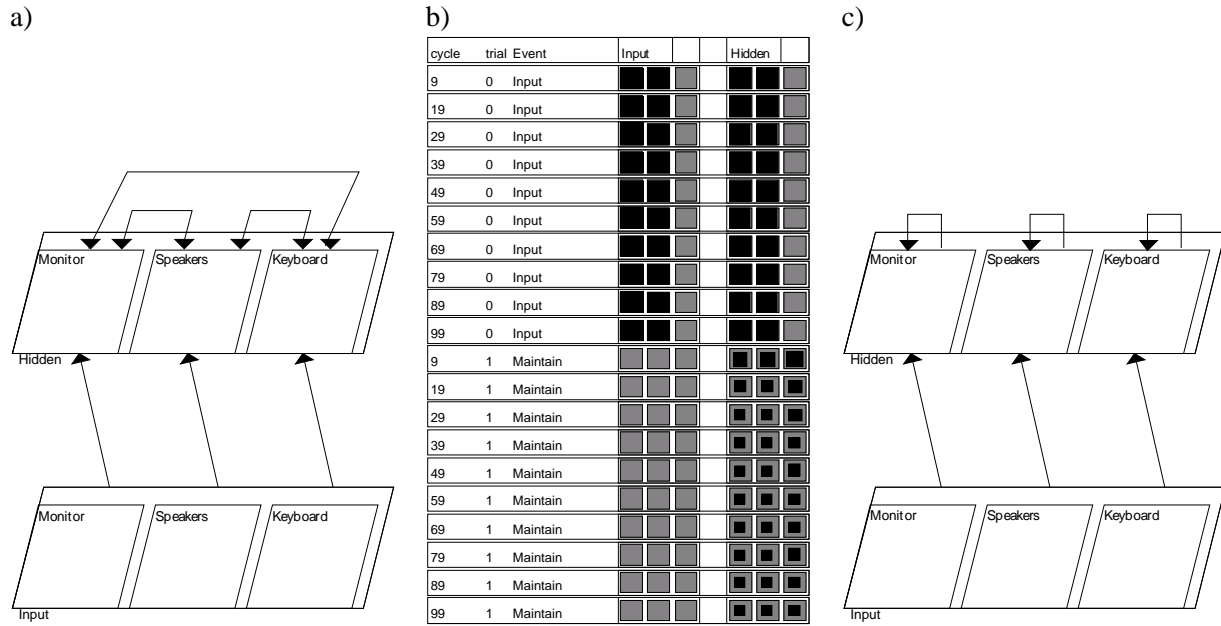 a)
Monitor
Speakers
Keyboard
Hidden
Monitor
Speakers
Keyboard
Input
b)
cycle trial Event Input Hidden
9 0 Input
19 0 Input
29 0 Input
39 0 Input
49 0 Input
59 0 Input
69 0 Input
79 0 Input
89 0 Input
99 0 Input
9 1 Maintain
19 1 Maintain
29 1 Maintain
39 1 Maintain
49 1 Maintain
59 1 Maintain
69 1 Maintain
79 1 Maintain
89 1 Maintain
99 1 Maintain
c)
Monitor
Speakers
Keyboard
Hidden
Monitor
Speakers
Keyboard
Input